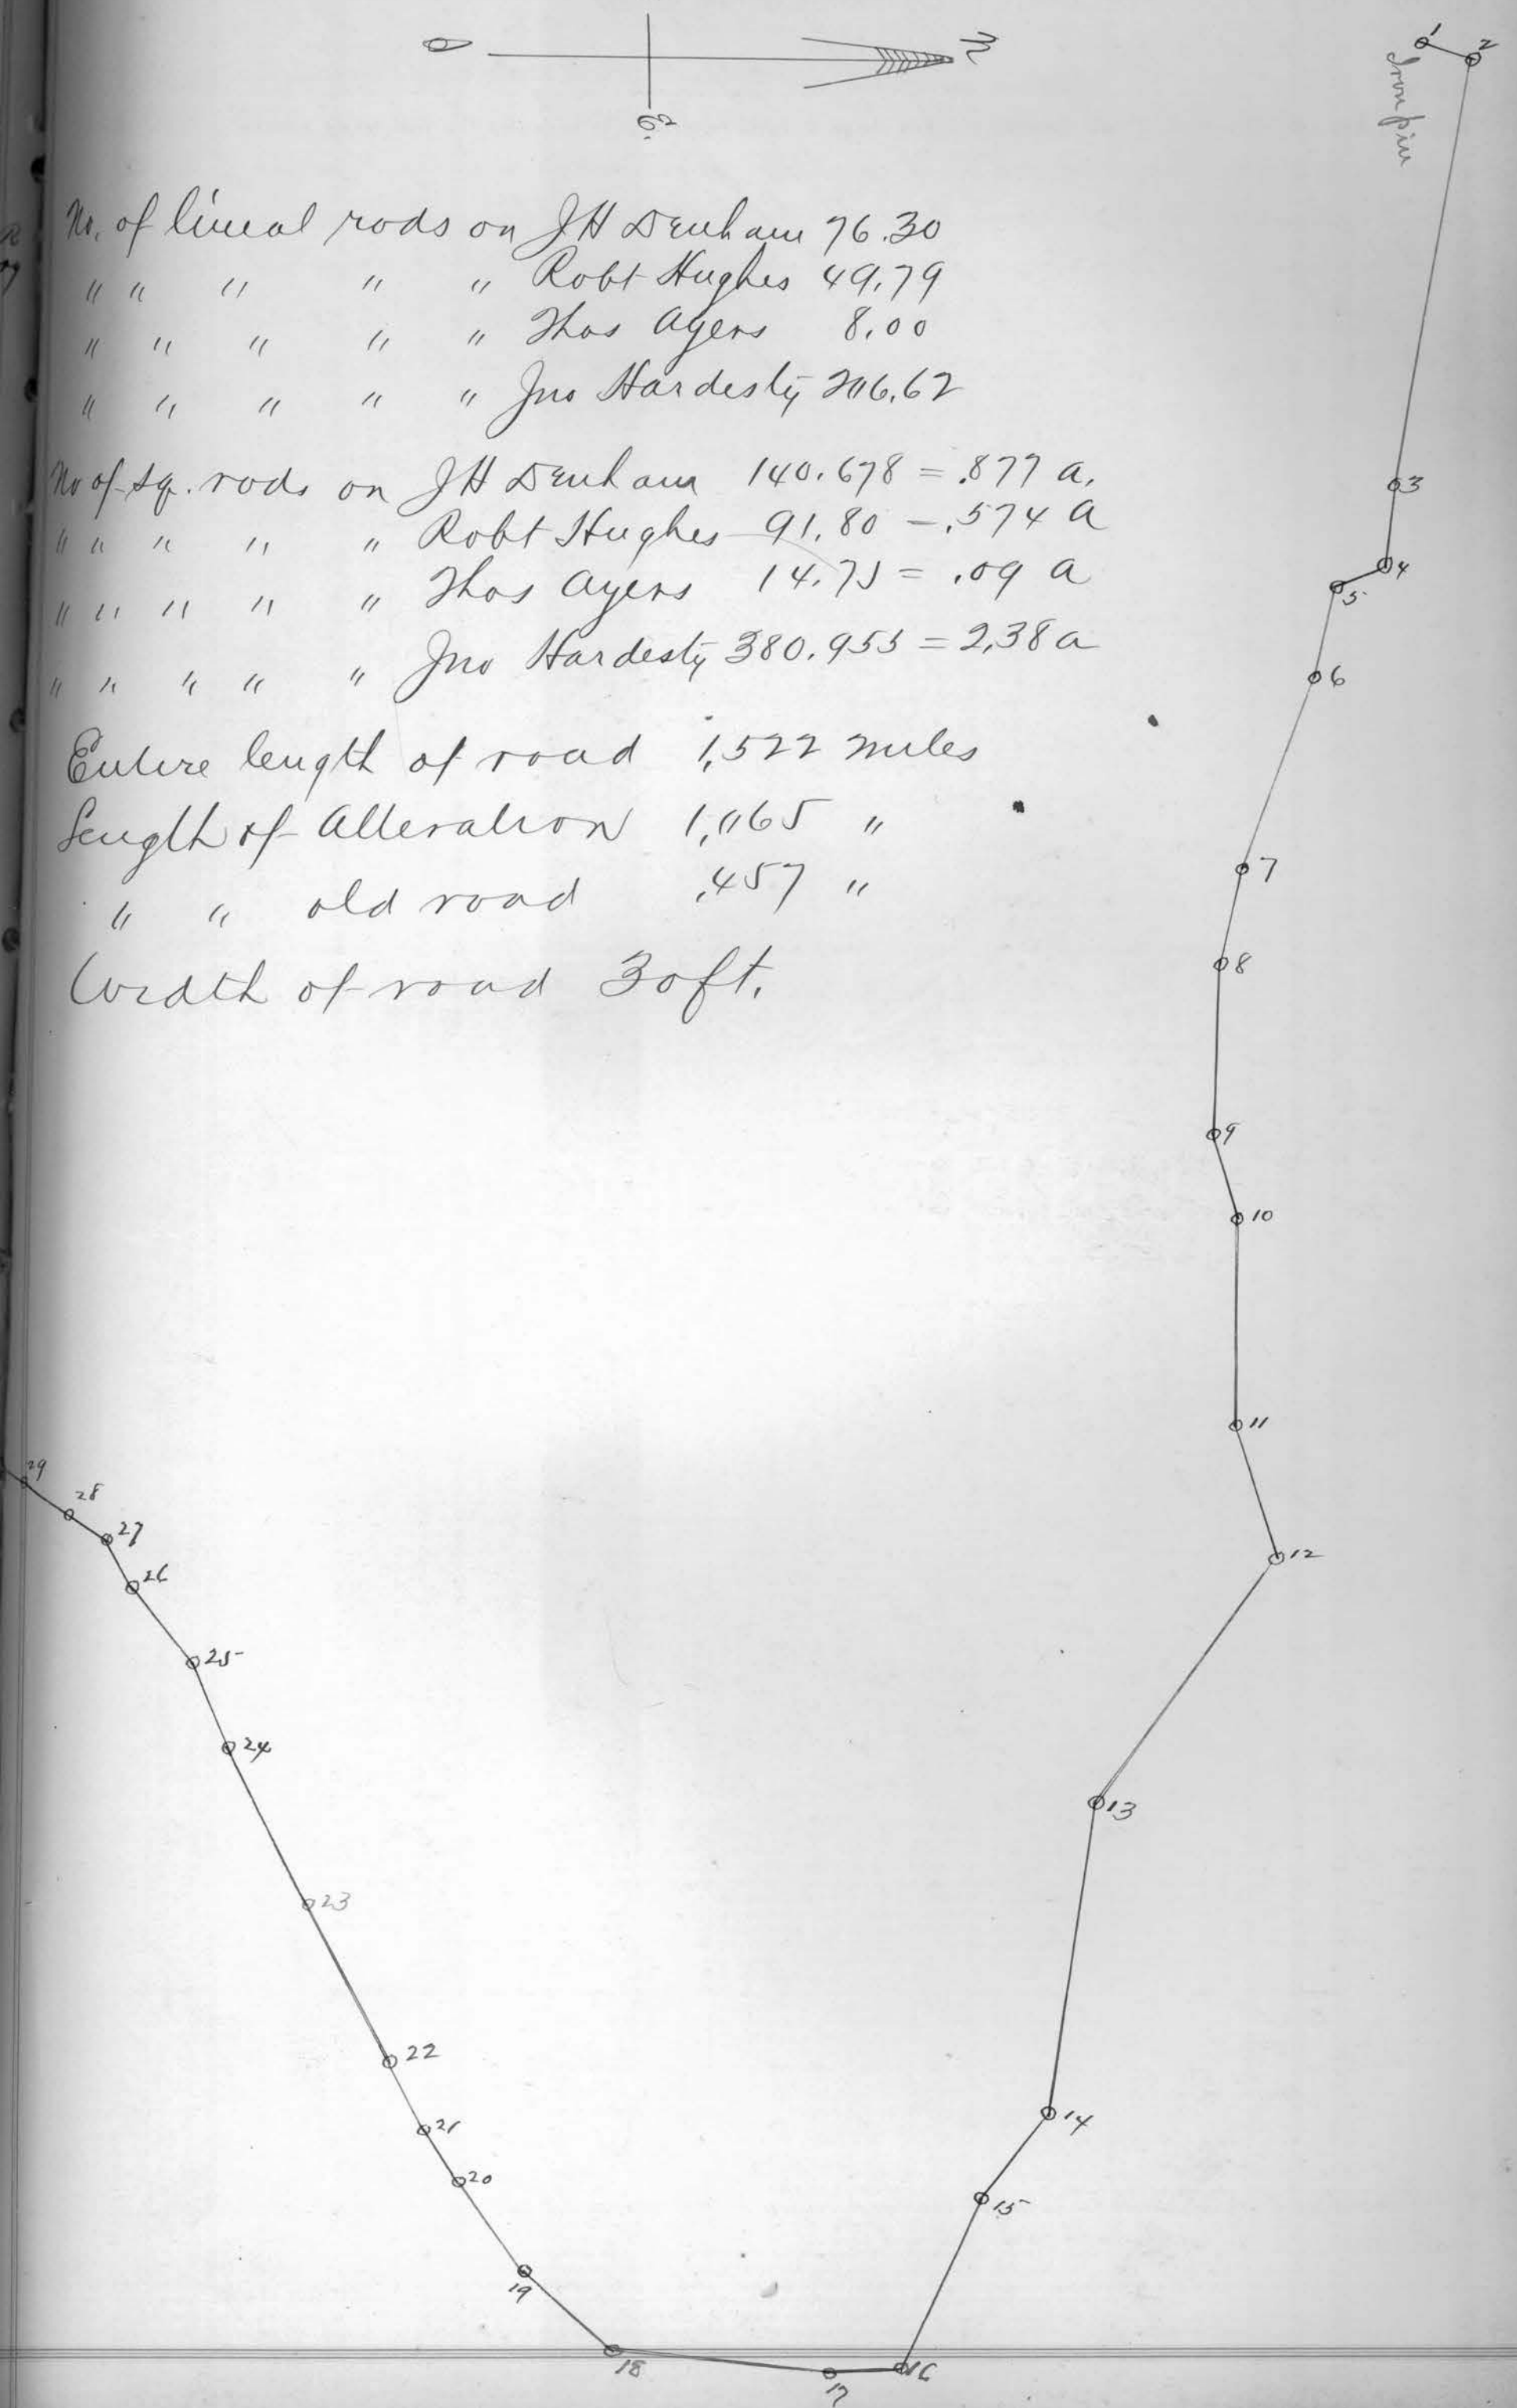 N
1
2
Iron pin
No. of lineal rods on JH Denham 76.30
" " " " " Robt Hughes 49.79
" " " " " Thos Ayers 8.00
" " " " " Jno Hardesty 206.62
No of sq. rods on JH Denham 140.678 = .877 a.
" " " " " Robt Hughes 91.80 = .574 a
" " " " " Thos Ayers 14.75 = .09 a
" " " " " Jno Hardesty 380.955 = 2.38 a
Entire length of road 1.522 miles
Length of Alteration 1.065 "
" " old road .457 "
Width of road 30 ft.
3
4
5
6
7
8
9
10
11
12
13
14
15
16
17
18
19
20
21
22
23
24
25
26
27
28
29